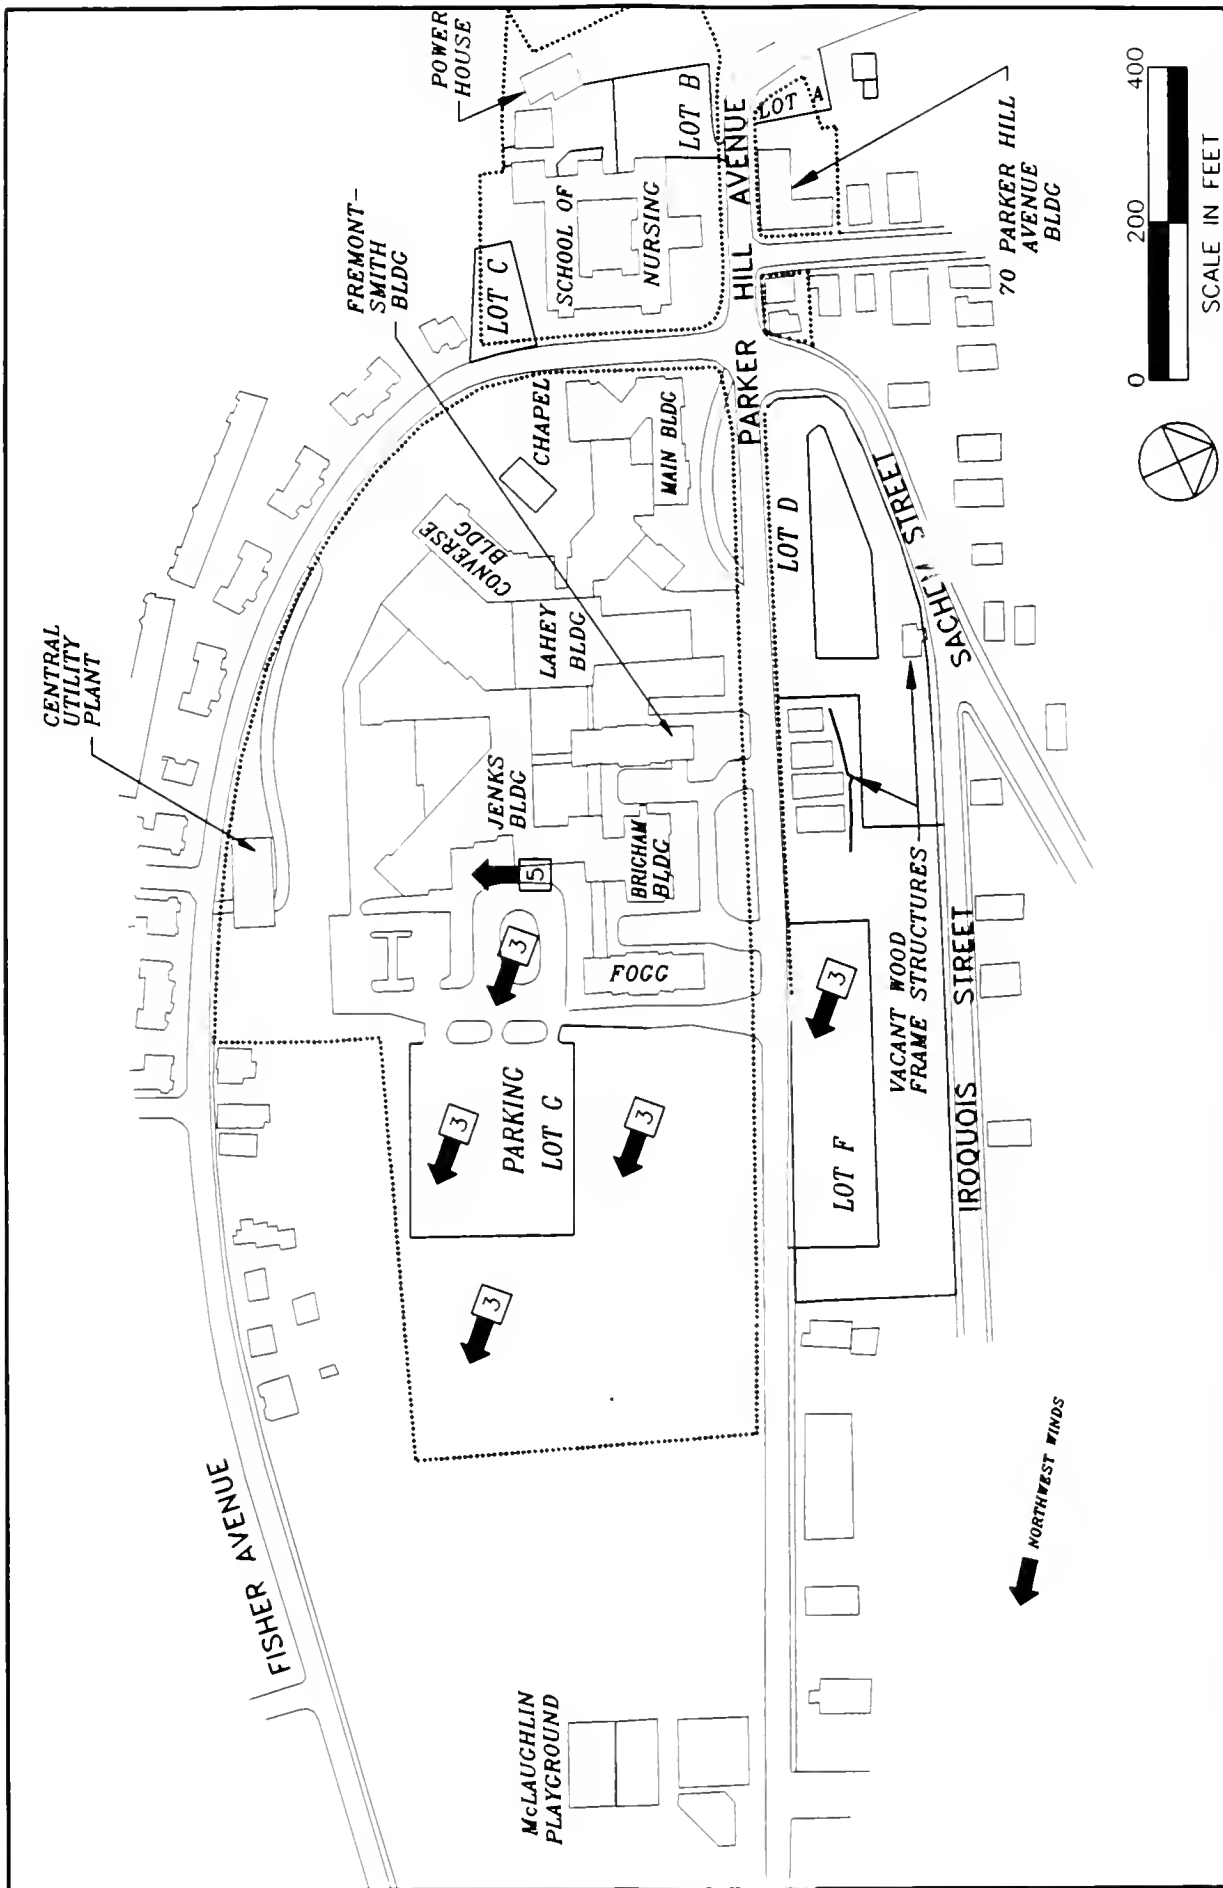 POWER
HOUSE
LOT B
LOT A
PARKER HILL AVENUE
SCHOOL OF
NURSING
LOT C
FREMONT-
SMITH
BLDG
70 PARKER HILL
AVENUE
BLDG
0 200 400
SCALE IN FEET
CHAPEL
MAIN BLDG
CONVERSE
BLDG
LAHEY
BLDG
LOT D
SACHEM STREET
CENTRAL
UTILITY
PLANT
JENKS
BLDG
BRIGHAM
BLDG
5
3
FOGG
3
VACANT WOOD
FRAME STRUCTURES
IROQUOIS STREET
3
PARKING
LOT G
3
LOT F
3
FISHER AVENUE
NORTHWEST WINDS
McLAUGHLIN
PLAYGROUND